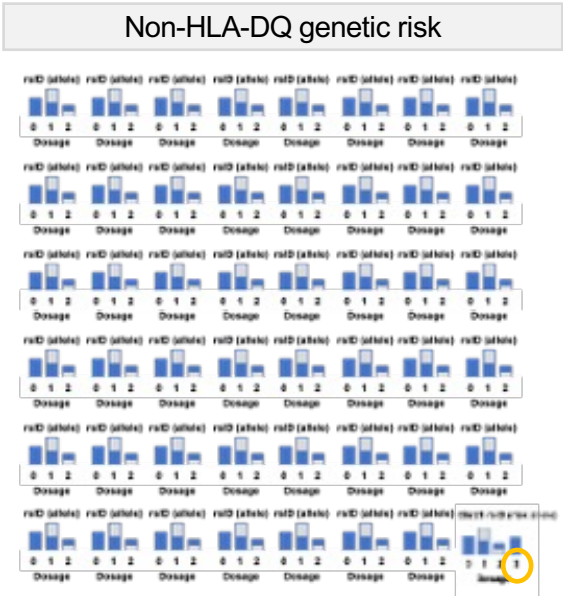 Non-HLA-DQ genetic risk
rsID (allele) rsID (allele) rsID (allele) rsID (allele) rsID (allele) rsID (allele) rsID (allele) rsID (allele)
0 1 2 0 1 2 0 1 2 0 1 2 0 1 2 0 1 2 0 1 2 0 1 2
Dosage Dosage Dosage Dosage Dosage Dosage Dosage Dosage
rsID (allele) rsID (allele) rsID (allele) rsID (allele) rsID (allele) rsID (allele) rsID (allele) rsID (allele)
0 1 2 0 1 2 0 1 2 0 1 2 0 1 2 0 1 2 0 1 2 0 1 2
Dosage Dosage Dosage Dosage Dosage Dosage Dosage Dosage
rsID (allele) rsID (allele) rsID (allele) rsID (allele) rsID (allele) rsID (allele) rsID (allele) rsID (allele)
0 1 2 0 1 2 0 1 2 0 1 2 0 1 2 0 1 2 0 1 2 0 1 2
Dosage Dosage Dosage Dosage Dosage Dosage Dosage Dosage
rsID (allele) rsID (allele) rsID (allele) rsID (allele) rsID (allele) rsID (allele) rsID (allele) rsID (allele)
0 1 2 0 1 2 0 1 2 0 1 2 0 1 2 0 1 2 0 1 2 0 1 2
Dosage Dosage Dosage Dosage Dosage Dosage Dosage Dosage
rsID (allele) rsID (allele) rsID (allele) rsID (allele) rsID (allele) rsID (allele) rsID (allele) rsID (allele)
0 1 2 0 1 2 0 1 2 0 1 2 0 1 2 0 1 2 0 1 2 0 1 2
Dosage Dosage Dosage Dosage Dosage Dosage Dosage Dosage
rsID (allele) rsID (allele) rsID (allele) rsID (allele) rsID (allele) rsID (allele) rsID (allele)
0 1 2 0 1 2 0 1 2 0 1 2 0 1 2 0 1 2 0 1 2 0 1 2 3
Dosage Dosage Dosage Dosage Dosage Dosage Dosage Dosage